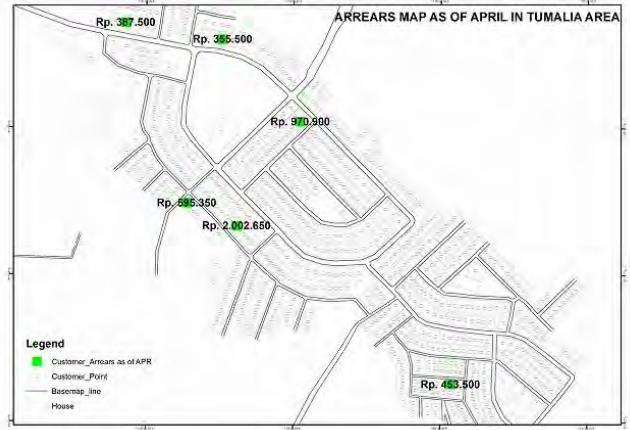 ARREARS MAP AS OF APRIL IN TUMALIA AREA
Rp. 387.500
Rp. 355.500
Rp. 970.900
Rp. 595.350
Rp. 2.002.650
Rp. 453.500
Legend
Customer_Arrears as of APR
Customer_Point
Basemap_line
House